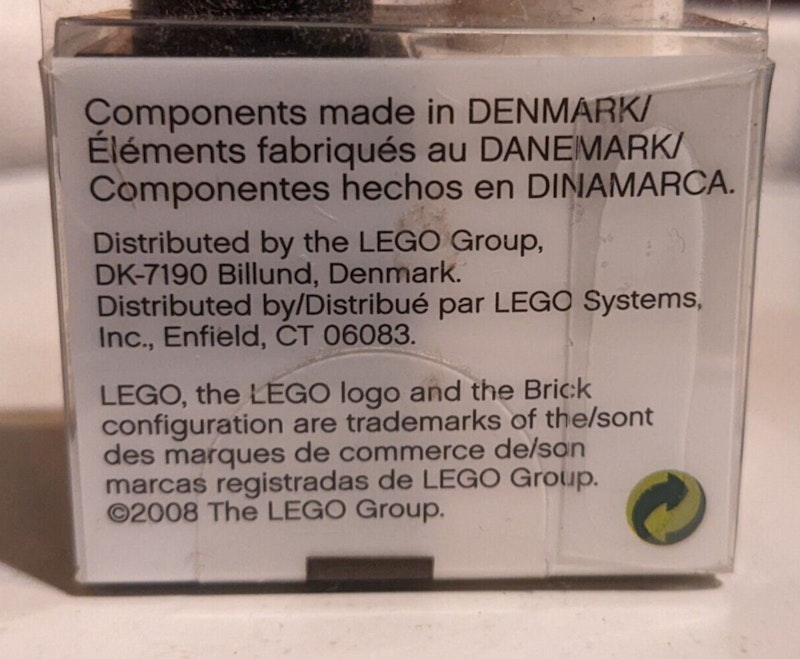 Components made in DENMARK/
Éléments fabriqués au DANEMARK/
Componentes hechos en DINAMARCA.
Distributed by the LEGO Group,
DK-7190 Billund, Denmark.
Distributed by/Distribué par LEGO Systems,
Inc., Enfield, CT 06083.
LEGO, the LEGO logo and the Brick
configuration are trademarks of the/sont
des marques de commerce de/son
marcas registradas de LEGO Group.
©2008 The LEGO Group.